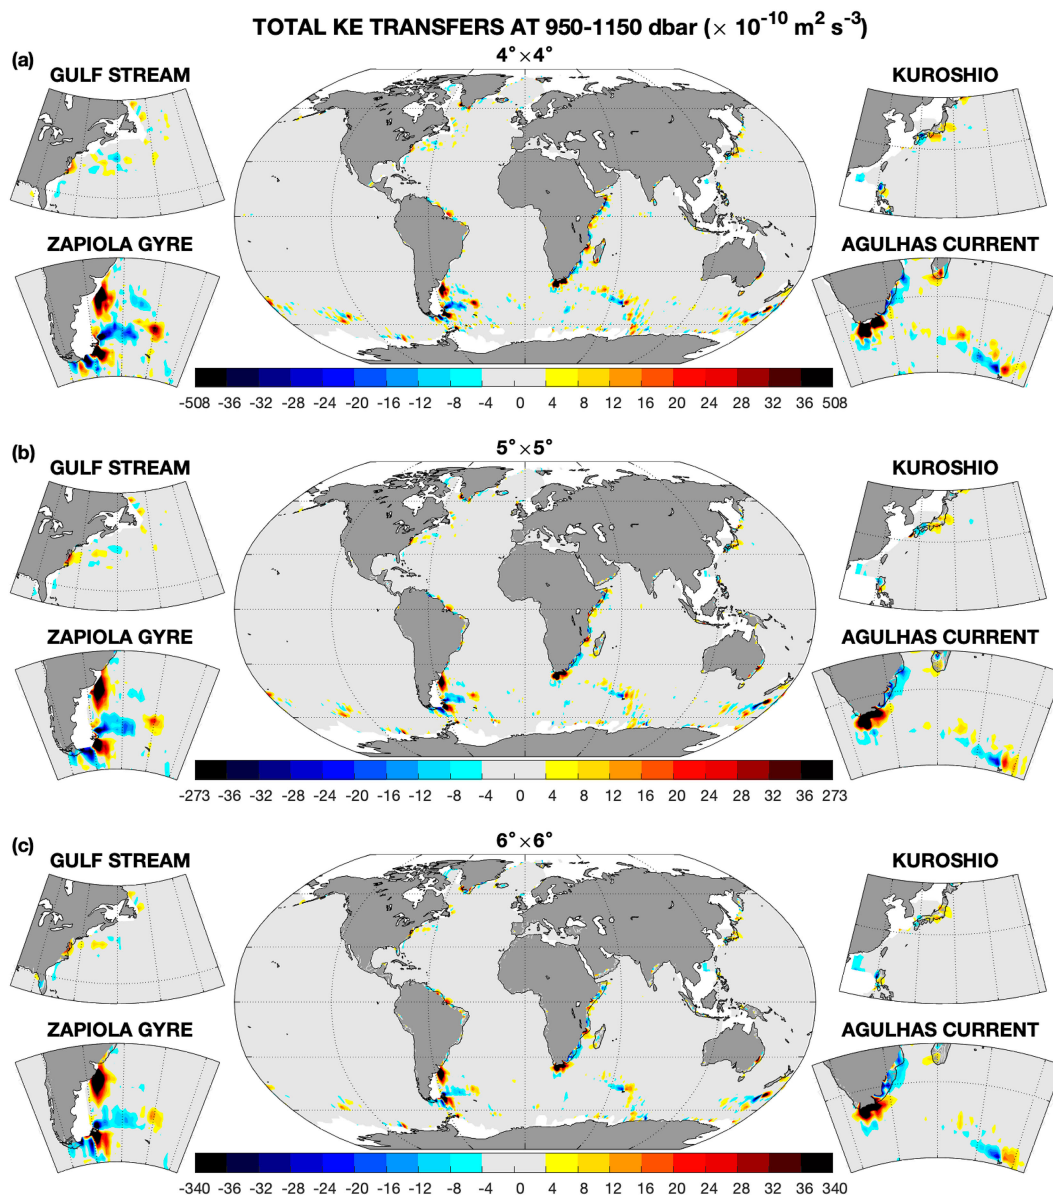 TOTAL KE TRANSFERS AT 950-1150 dbar (× 10⁻¹⁰ m² s⁻³)
(a)
4°×4°
GULF STREAM
KUROSHIO
ZAPIOLA GYRE
AGULHAS CURRENT
-508 -36 -32 -28 -24 -20 -16 -12 -8 -4 0 4 8 12 16 20 24 28 32 36 508
(b)
5°×5°
GULF STREAM
KUROSHIO
ZAPIOLA GYRE
AGULHAS CURRENT
-273 -36 -32 -28 -24 -20 -16 -12 -8 -4 0 4 8 12 16 20 24 28 32 36 273
(c)
6°×6°
GULF STREAM
KUROSHIO
ZAPIOLA GYRE
AGULHAS CURRENT
-340 -36 -32 -28 -24 -20 -16 -12 -8 -4 0 4 8 12 16 20 24 28 32 36 340